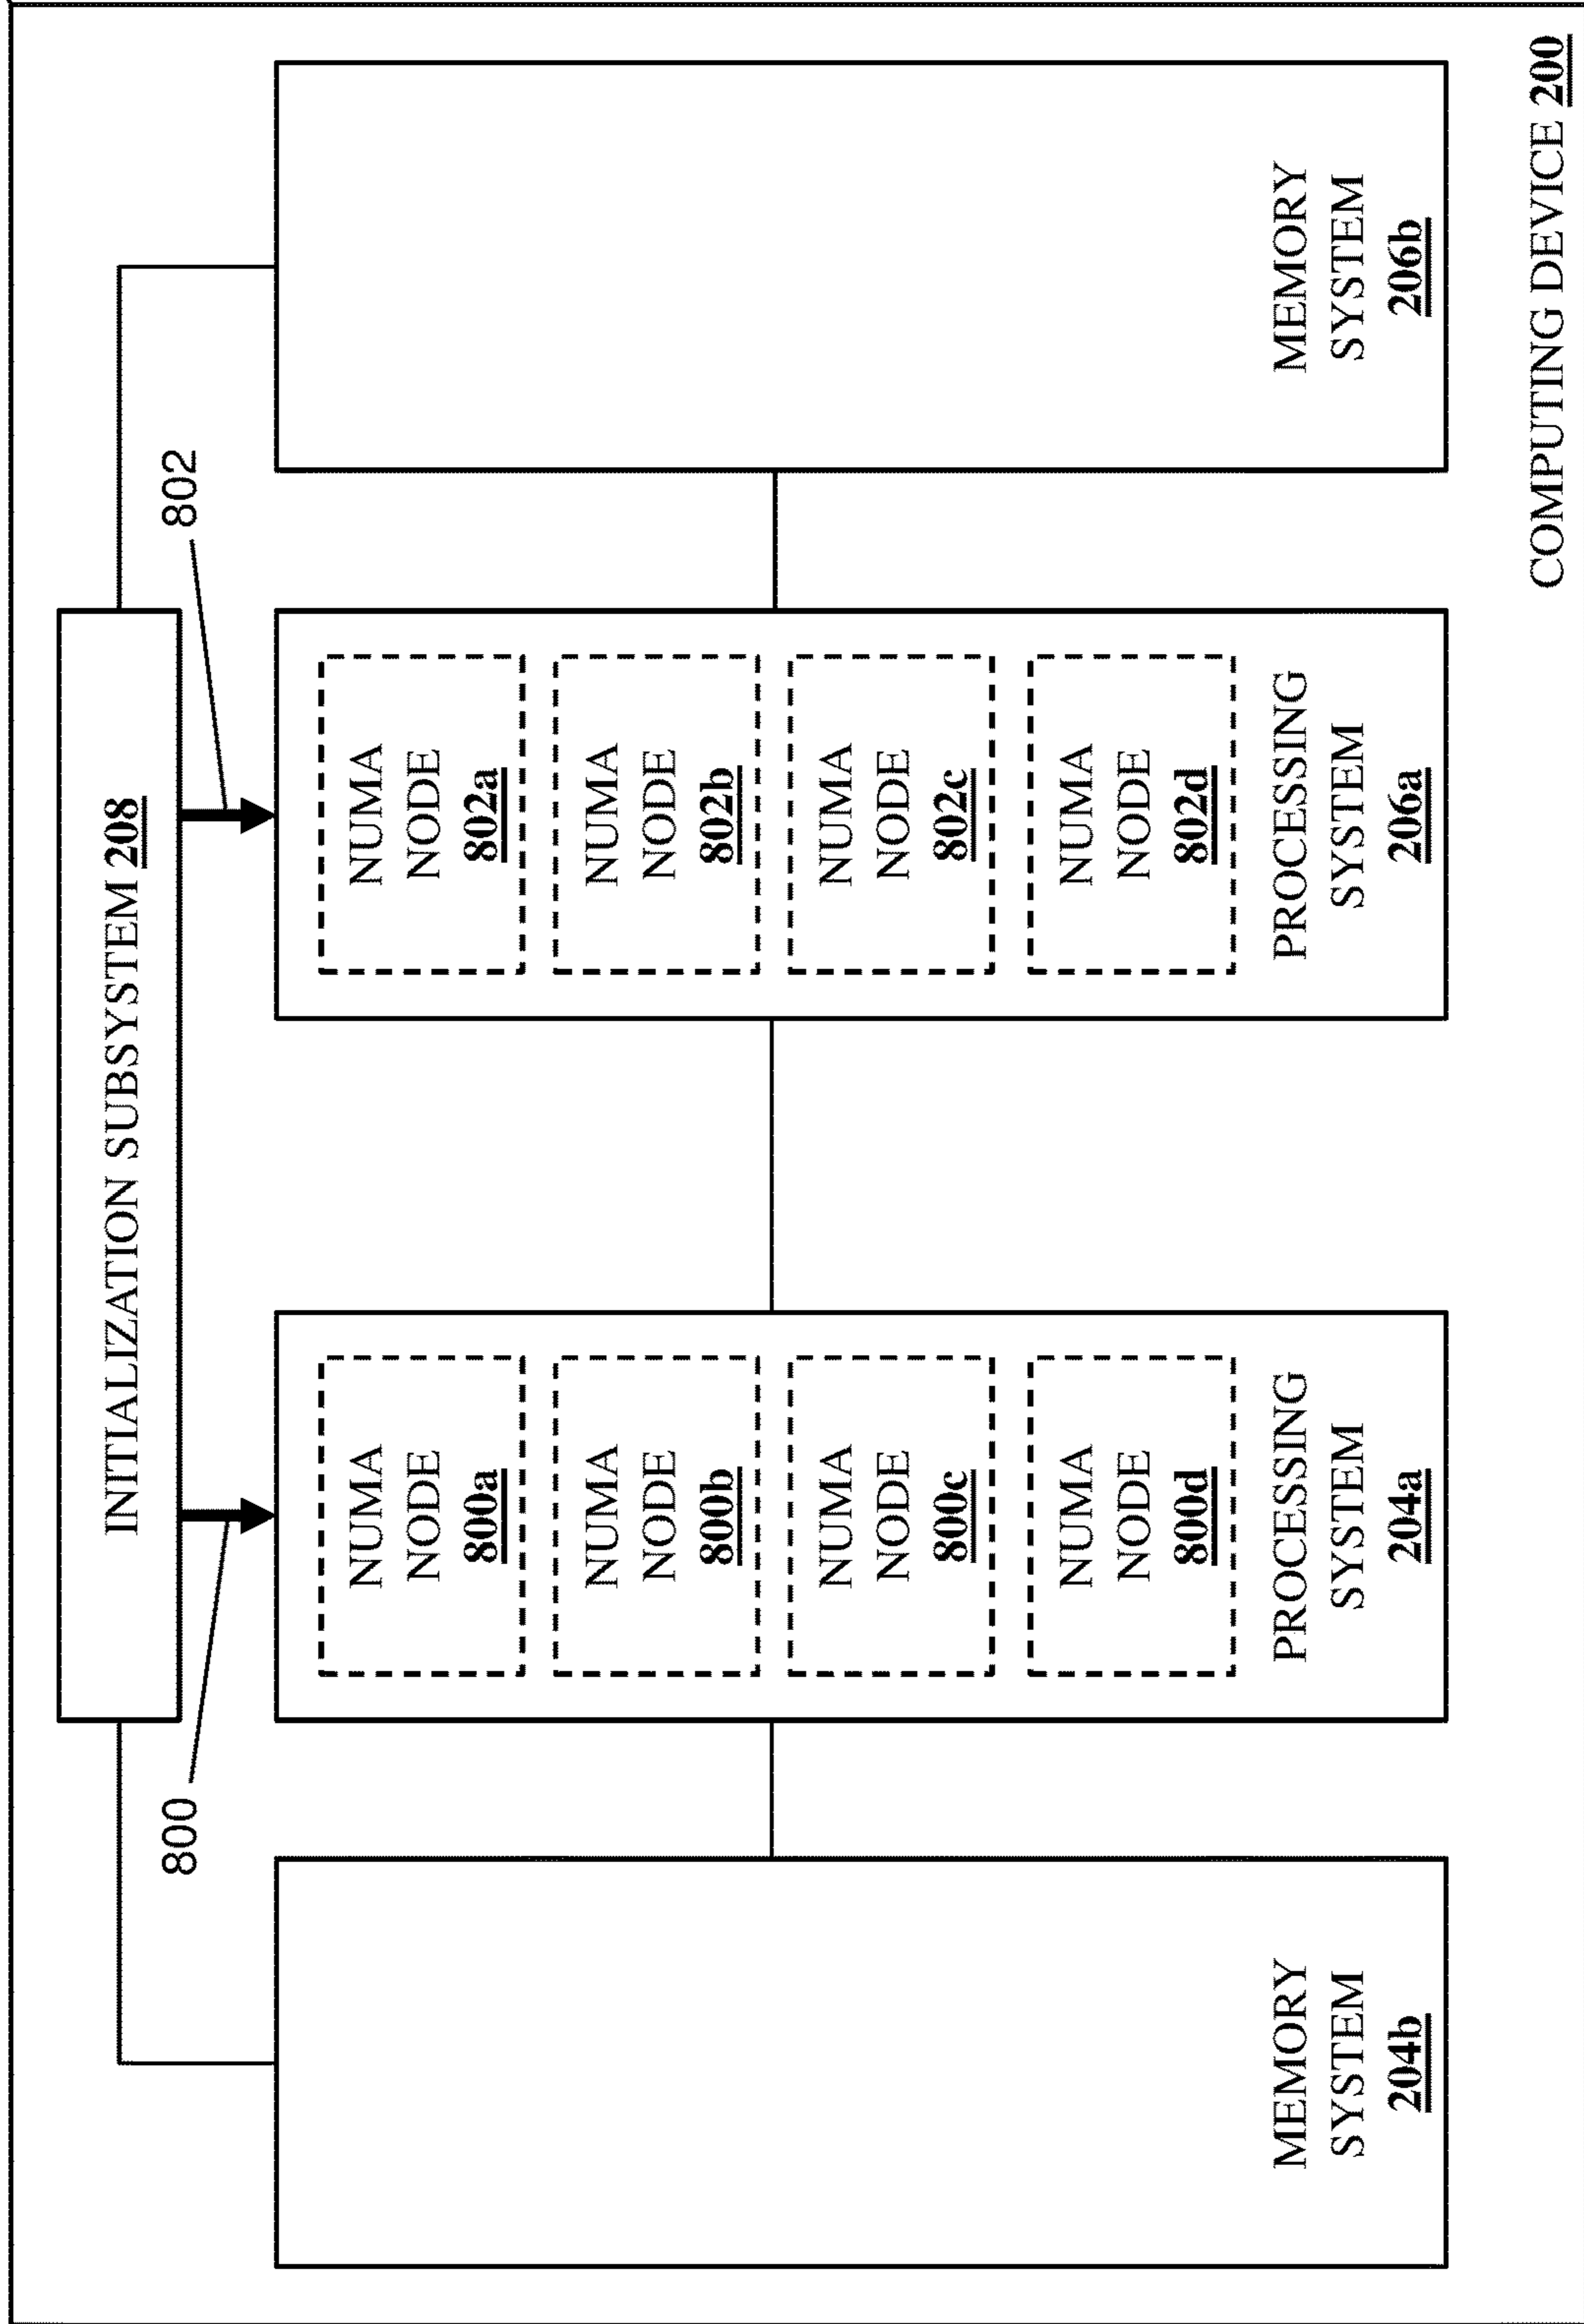 INITIALIZATION SUBSYSTEM 208
800
802
MEMORY
SYSTEM
204b
NUMA
NODE
800a
NUMA
NODE
800b
NUMA
NODE
800c
NUMA
NODE
800d
PROCESSING
SYSTEM
204a
NUMA
NODE
802a
NUMA
NODE
802b
NUMA
NODE
802c
NUMA
NODE
802d
PROCESSING
SYSTEM
206a
MEMORY
SYSTEM
206b
COMPUTING DEVICE 200